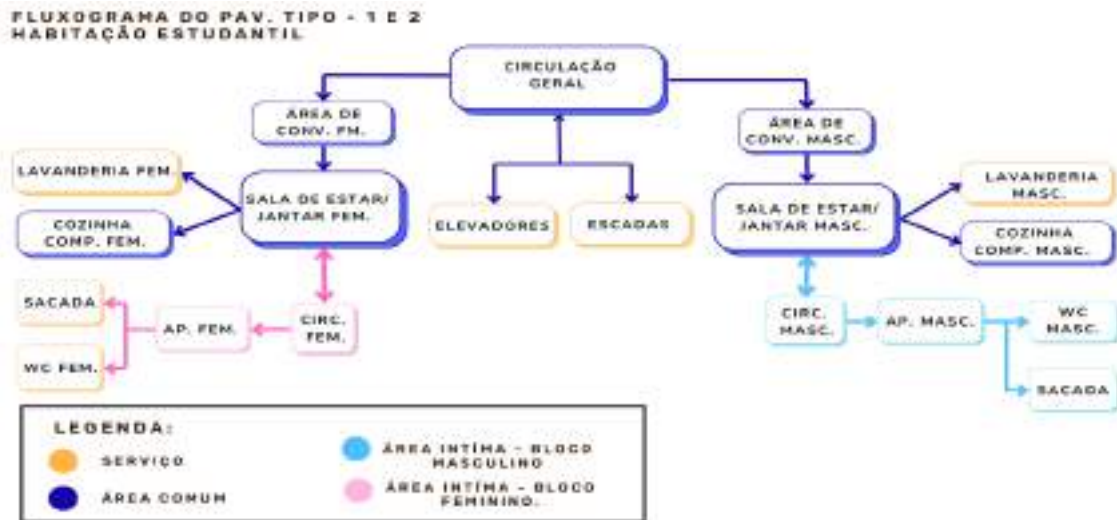 FLUXOGRAMA DO PAV. TIPO - 1 E 2
HABITAÇÃO ESTUDANTIL
CIRCULAÇÃO
GERAL
ÁREA DE
CONV. FM.
ÁREA DE
CONV. MASC.
LAVANDERIA FEM.
SALA DE ESTAR/
JANTAR FEM.
COZINHA
COMP. FEM.
ELEVADORES
ESCADAS
SALA DE ESTAR/
JANTAR MASC.
LAVANDERIA
MASC.
COZINHA
COMP. MASC.
SACADA
WC FEM.
AP. FEM.
CIRC.
FEM.
CIRC.
MASC.
AP. MASC.
WC
MASC.
SACADA
LEGENDA:
SERVIÇO
ÁREA COMUM
ÁREA INTÍMA - BLOCO
MASCULINO
ÁREA INTÍMA - BLOCO
FEMININO.